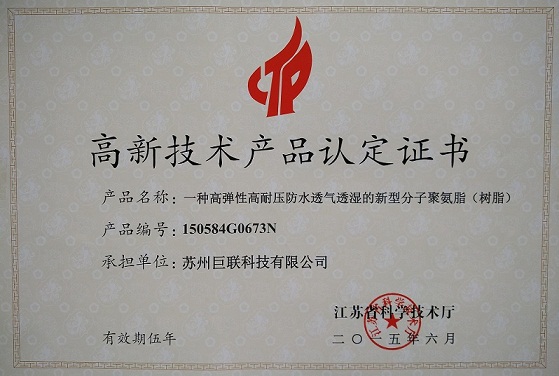 CTP
高新技术产品认定证书
产品名称：一种高弹性高耐压防水透气透湿的新型分子聚氨脂（树脂）
产品编号：150584G0673N
承担单位：苏州巨联科技有限公司
江苏省科学技术厅
有效期伍年
二〇一五年六月